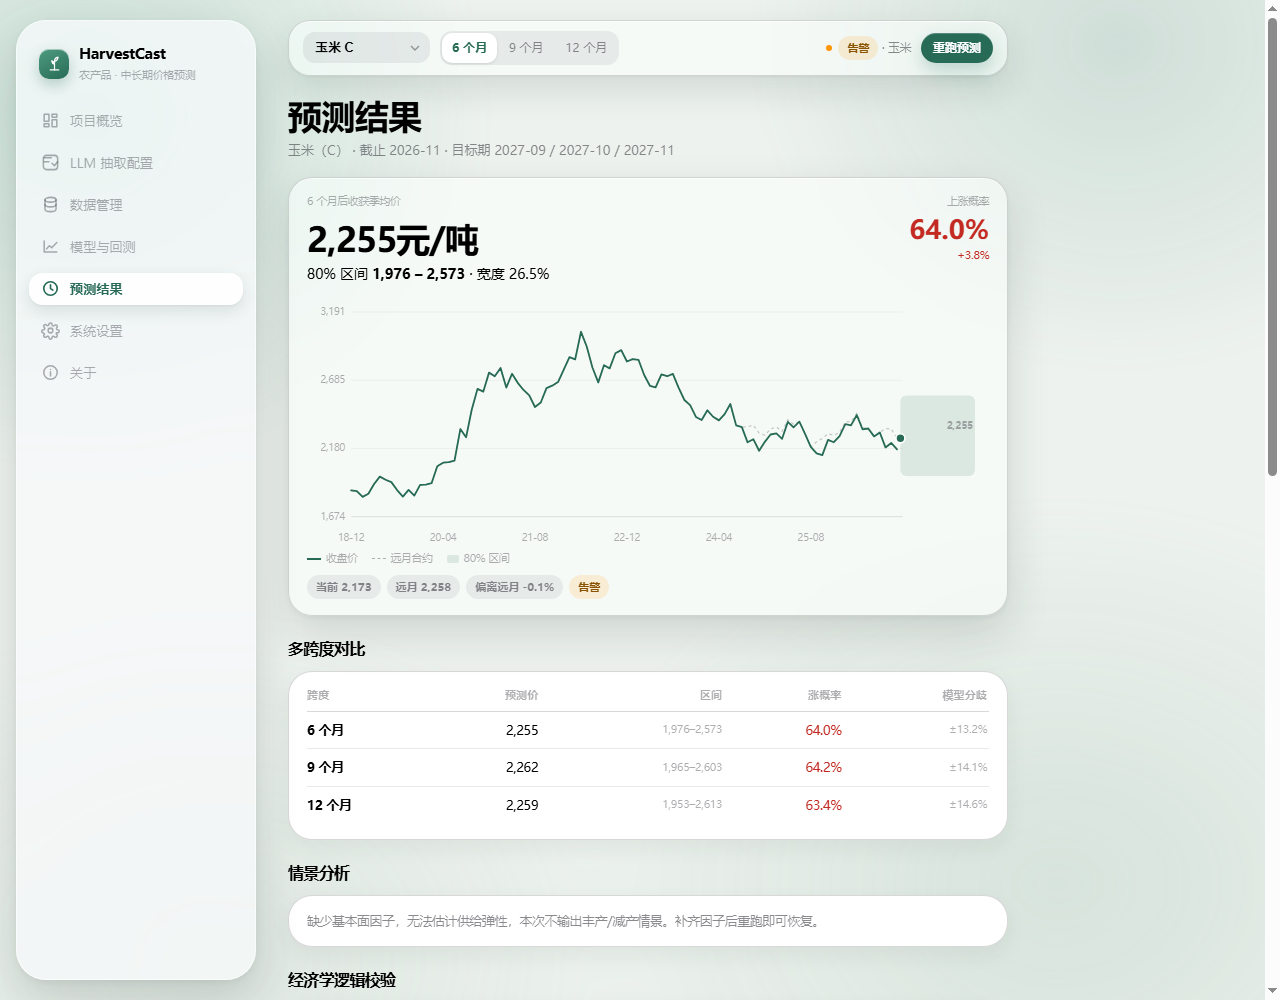 HarvestCast
农产品 · 中长期价格预测
项目概览
LLM 抽取配置
数据管理
模型与回测
预测结果
系统设置
关于
玉米 C
6 个月
9 个月
12 个月
告警 · 玉米
重跑预测
预测结果
玉米（C） · 截止 2026-11 · 目标期 2027-09 / 2027-10 / 2027-11
6 个月后收获季均价
上涨概率
2,255元/吨
64.0%
+3.8%
80% 区间 1,976 – 2,573 · 宽度 26.5%
3,191
2,685
2,180
1,674
2,255
18-12 20-04 21-08 22-12 24-04 25-08
收盘价 远月合约 80% 区间
当前 2,173 远月 2,258 偏离远月 -0.1% 告警
多跨度对比
跨度 预测价 区间 涨概率 模型分歧
6 个月 2,255 1,976–2,573 64.0% ±13.2%
9 个月 2,262 1,965–2,603 64.2% ±14.1%
12 个月 2,259 1,953–2,613 63.4% ±14.6%
情景分析
缺少基本面因子，无法估计供给弹性，本次不输出丰产/减产情景。补齐因子后重跑即可恢复。
经济学逻辑校验